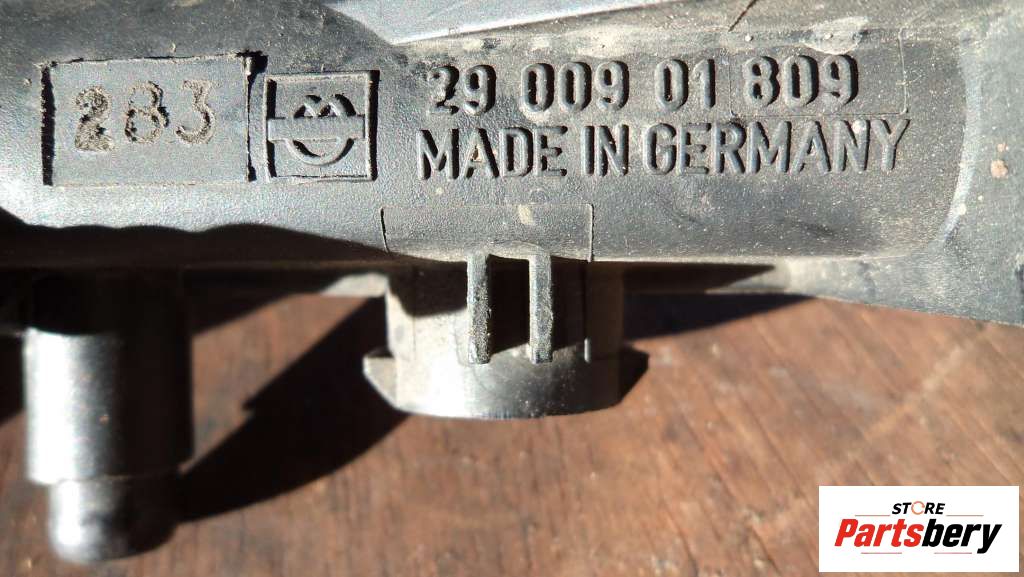 283
29 009 01 809
MADE IN GERMANY
STORE
Partsbery